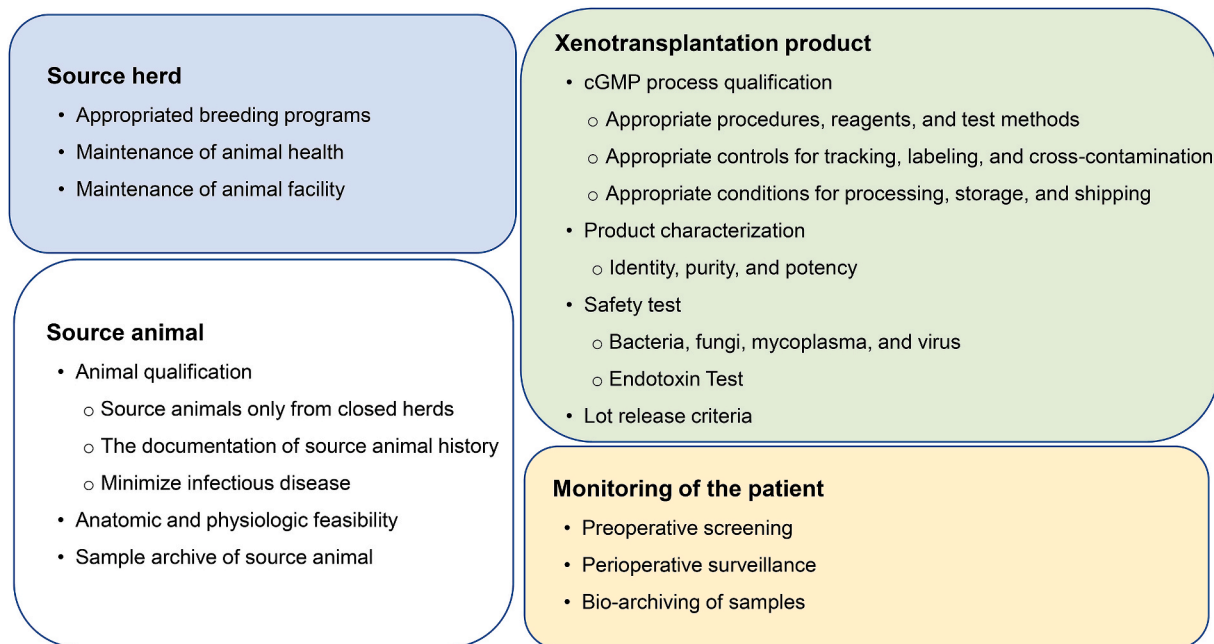 Source herd
• Appropriated breeding programs
• Maintenance of animal health
• Maintenance of animal facility
Source animal
• Animal qualification
o Source animals only from closed herds
o The documentation of source animal history
o Minimize infectious disease
• Anatomic and physiologic feasibility
• Sample archive of source animal
Xenotransplantation product
• cGMP process qualification
o Appropriate procedures, reagents, and test methods
o Appropriate controls for tracking, labeling, and cross-contamination
o Appropriate conditions for processing, storage, and shipping
• Product characterization
o Identity, purity, and potency
• Safety test
o Bacteria, fungi, mycoplasma, and virus
o Endotoxin Test
• Lot release criteria
Monitoring of the patient
• Preoperative screening
• Perioperative surveillance
• Bio-archiving of samples